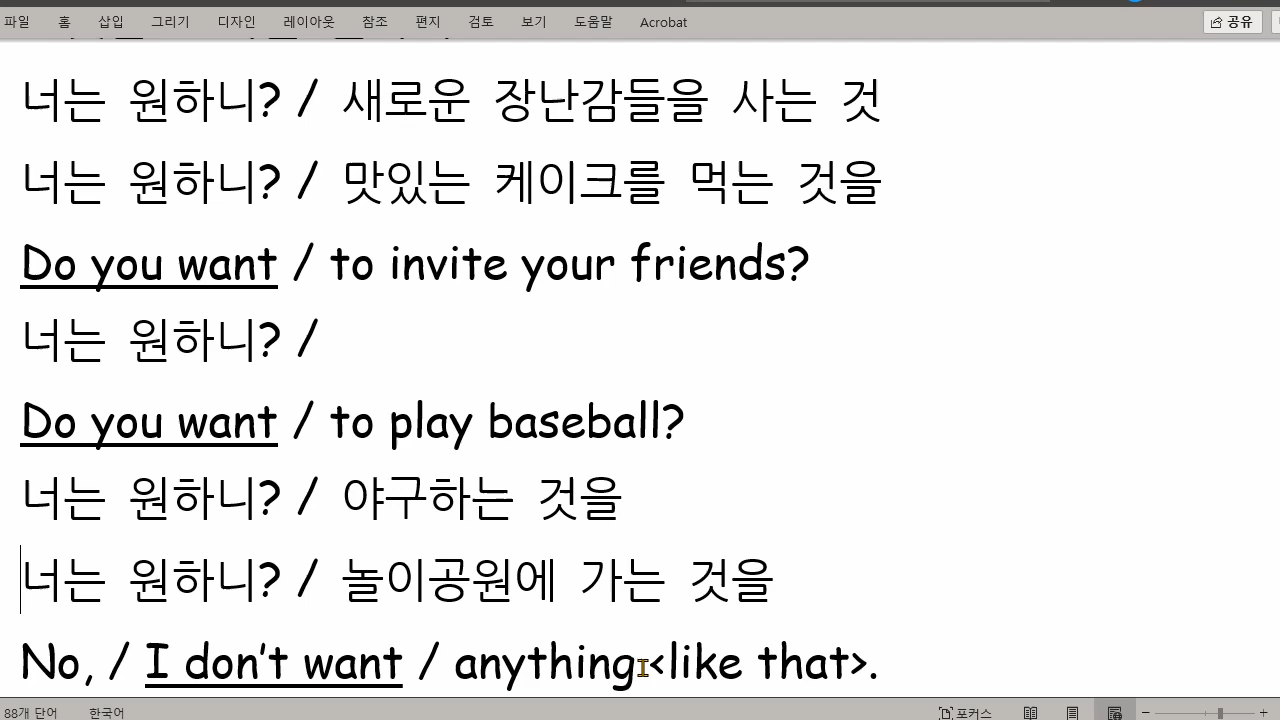 파일 홈 삽입 그리기 디자인 레이아웃 참조 편지 검토 보기 도움말 Acrobat 공유
너는 원하니? / 새로운 장난감들을 사는 것
너는 원하니? / 맛있는 케이크를 먹는 것을
Do you want / to invite your friends?
너는 원하니? /
Do you want / to play baseball?
너는 원하니? / 야구하는 것을
너는 원하니? / 놀이공원에 가는 것을
No, / I don't want / anything<like that>.
88개 단어 한국어 포커스